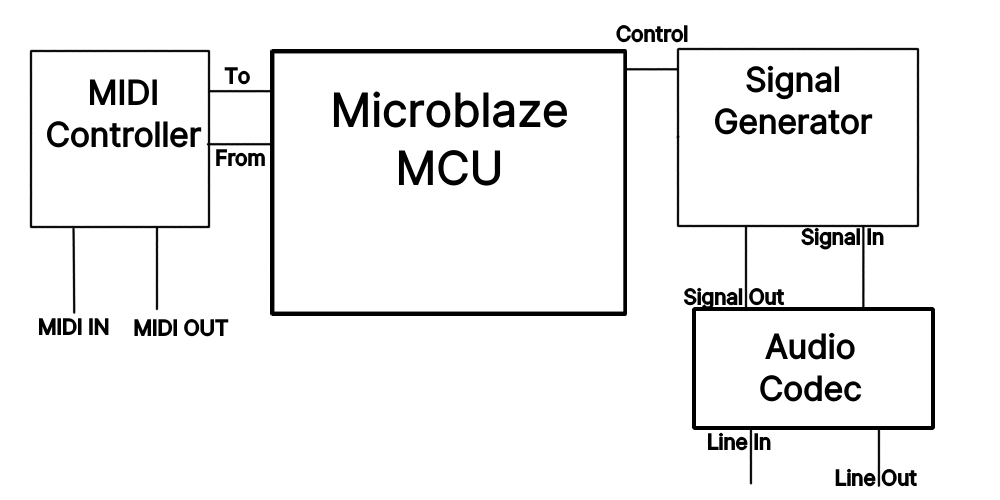 Control
MIDI
Controller
To
From
Microblaze
MCU
Signal
Generator
Signal In
Signal Out
MIDI IN
MIDI OUT
Audio
Codec
Line In
Line Out